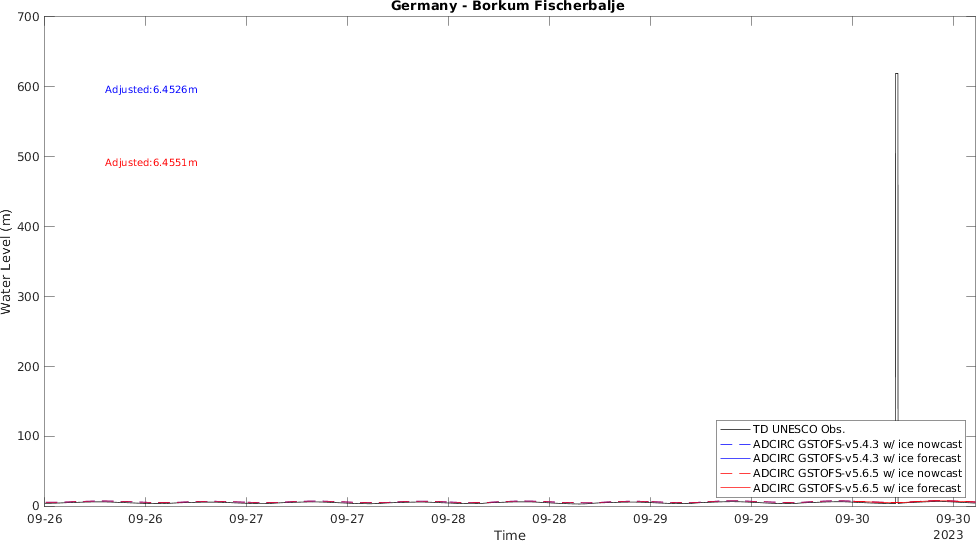 Germany - Borkum Fischerbalje
700
600
500
400
300
200
100
0
Water Level (m)
Adjusted:6.4526m
Adjusted:6.4551m
TD UNESCO Obs.
ADCIRC GSTOFS-v5.4.3 w/ ice nowcast
ADCIRC GSTOFS-v5.4.3 w/ ice forecast
ADCIRC GSTOFS-v5.6.5 w/ ice nowcast
ADCIRC GSTOFS-v5.6.5 w/ ice forecast
09-26 09-26 09-27 09-27 09-28 09-28 09-29 09-29 09-30 09-30
2023
Time